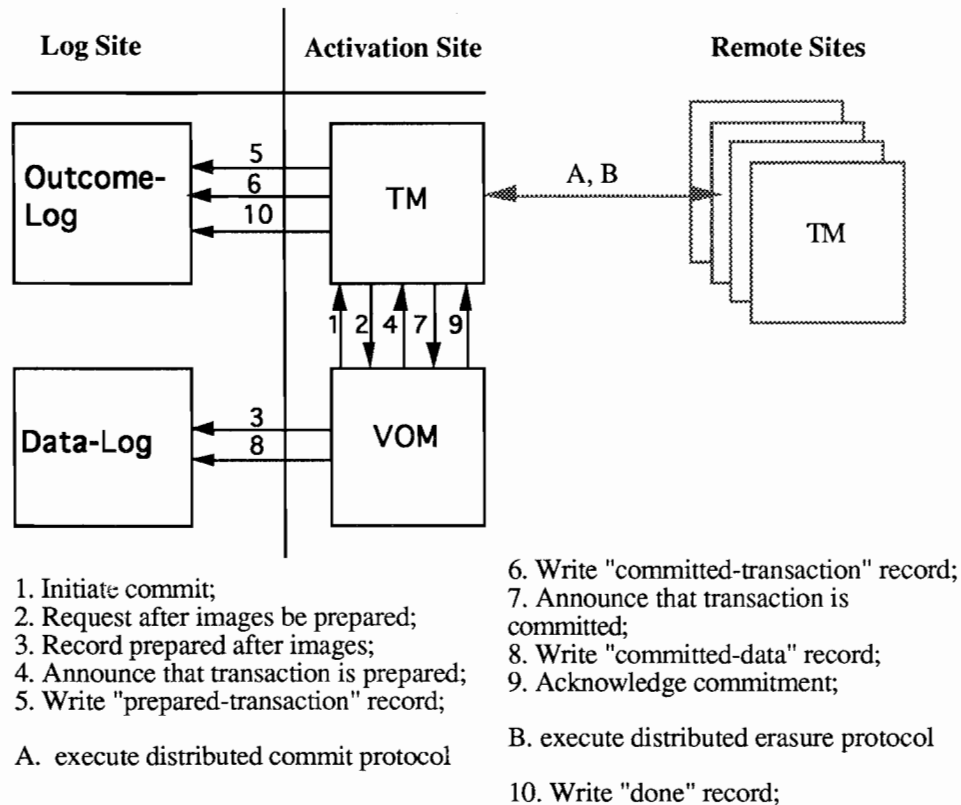 Log Site
Activation Site
Remote Sites
Outcome-
Log
5
6
10
TM
A, B
TM
1 2 4 7 9
Data-Log
3
8
VOM
1. Initiate commit;
2. Request after images be prepared;
3. Record prepared after images;
4. Announce that transaction is prepared;
5. Write "prepared-transaction" record;
A. execute distributed commit protocol
6. Write "committed-transaction" record;
7. Announce that transaction is
committed;
8. Write "committed-data" record;
9. Acknowledge commitment;
B. execute distributed erasure protocol
10. Write "done" record;